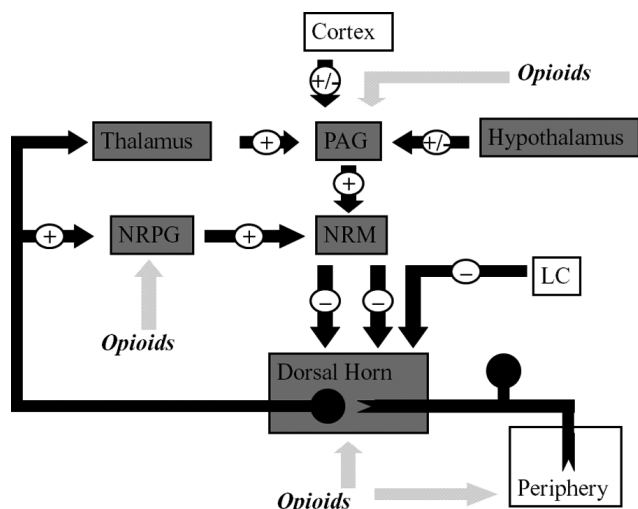 Cortex
+/-
Opioids
Thalamus
+
PAG
+/-
Hypothalamus
+
+
NRPG
+
NRM
–
–
–
LC
Opioids
Dorsal Horn
Opioids
Periphery